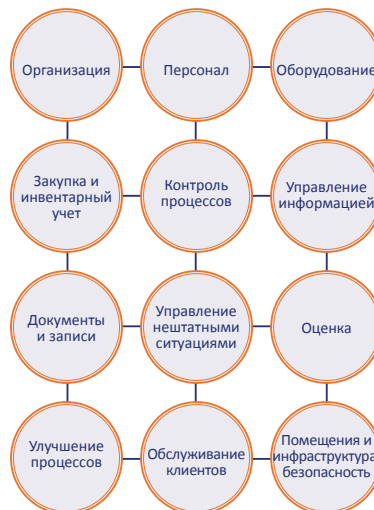 Организация
Персонал
Оборудование
Закупка и
инвентарный
учет
Контроль
процессов
Управление
информацией
Документы
и записи
Управление
нештатными
ситуациями
Оценка
Улучшение
процессов
Обслуживание
клиентов
Помещения и
инфраструктура,
безопасность